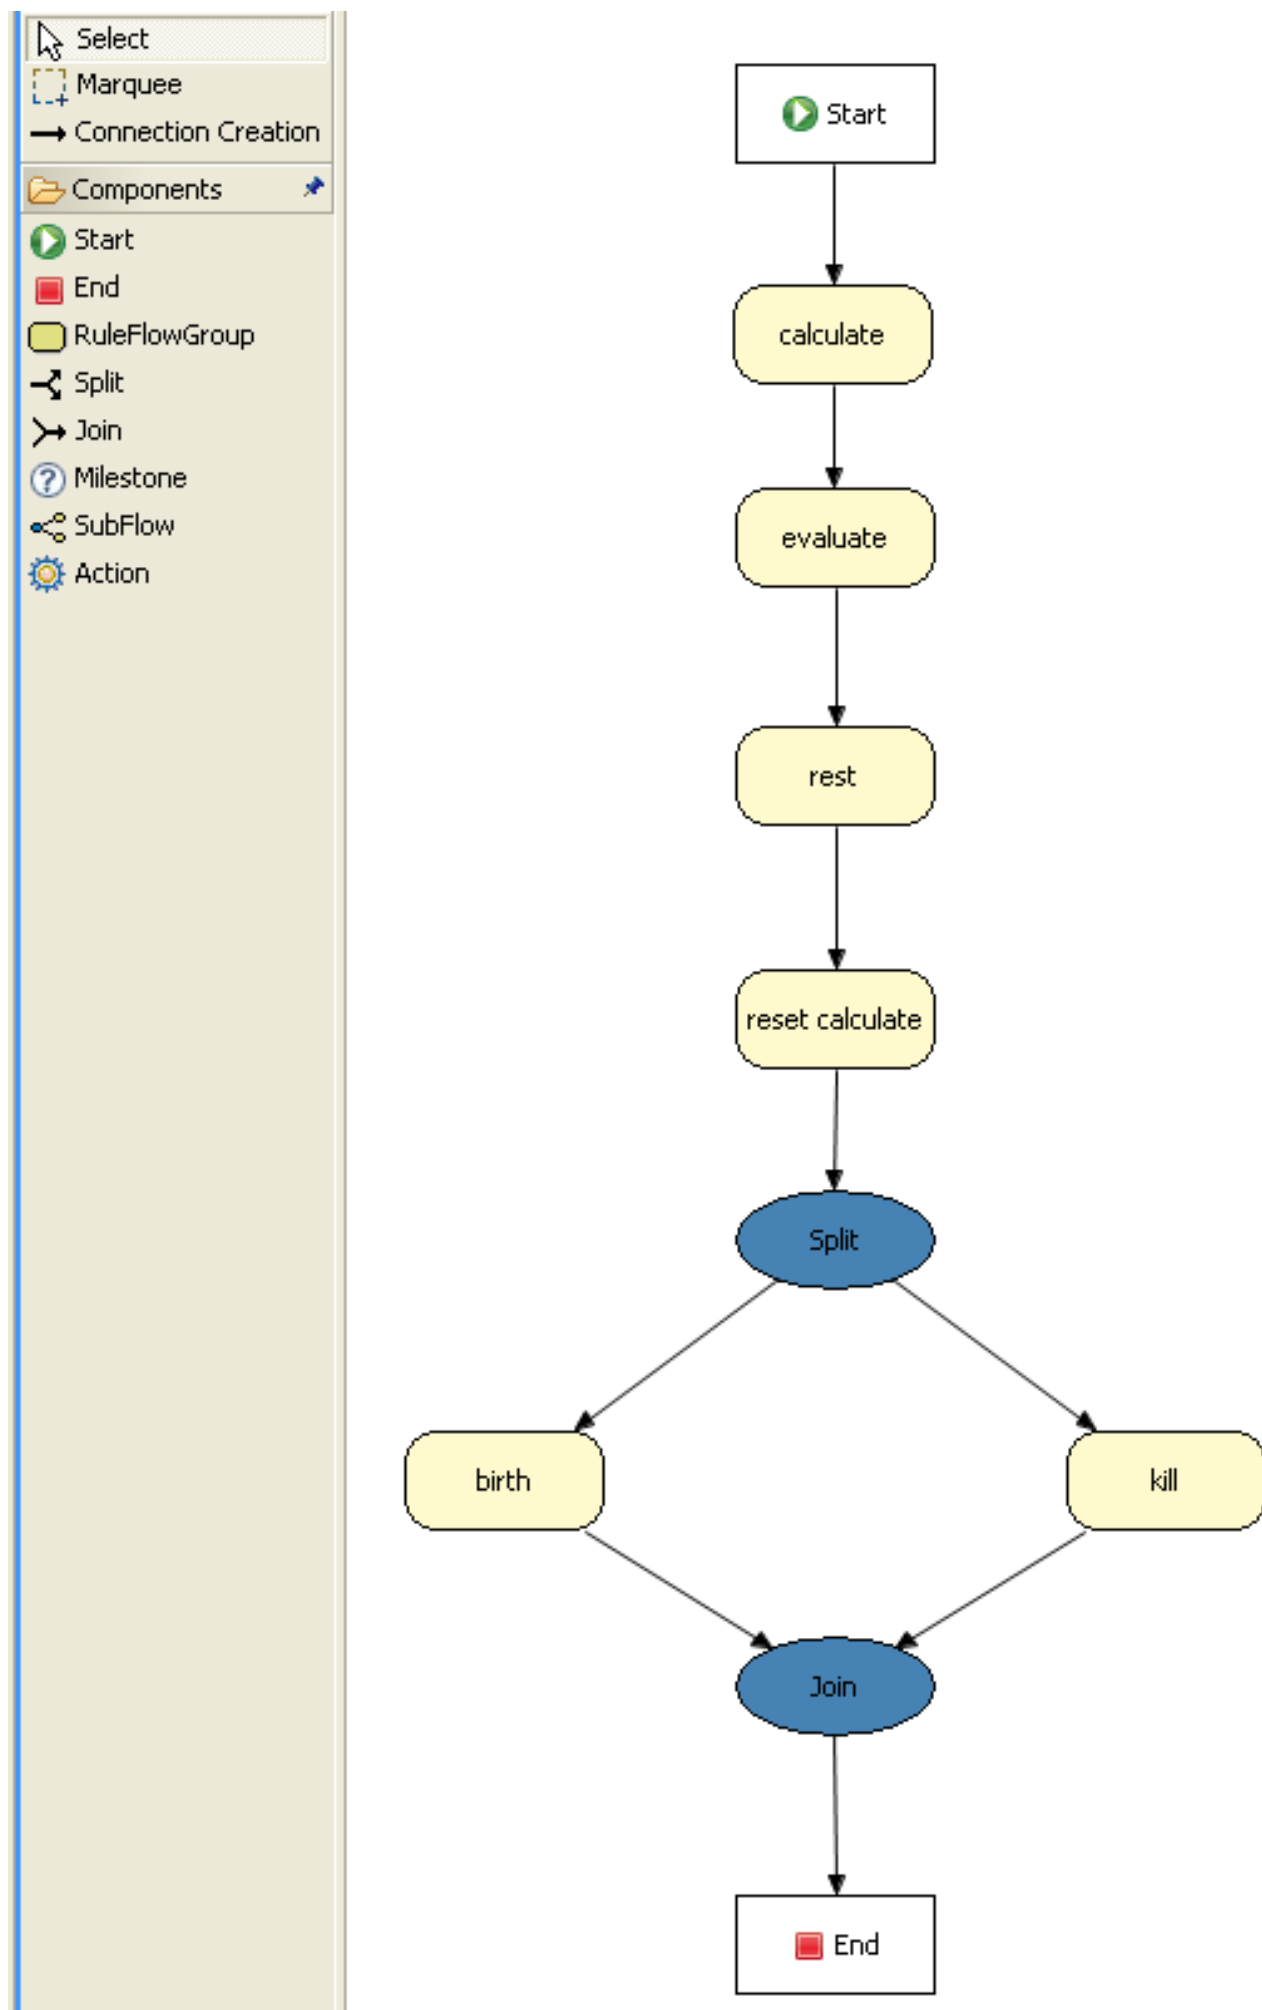 Select
Marquee
Connection Creation
Components
Start
End
RuleFlowGroup
Split
Join
Milestone
SubFlow
Action
Start
calculate
evaluate
rest
reset calculate
Split
birth
kill
Join
End